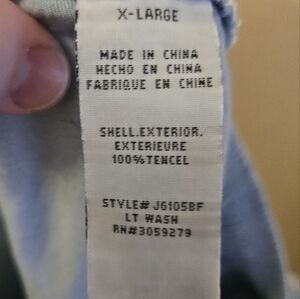 X-LARGE
MADE IN CHINA
HECHO EN CHINA
FABRIQUE EN CHINE
SHELL.EXTERIOR.
EXTERIEURE
100%TENCEL
STYLE# J6105BF
LT WASH
RN#3059279